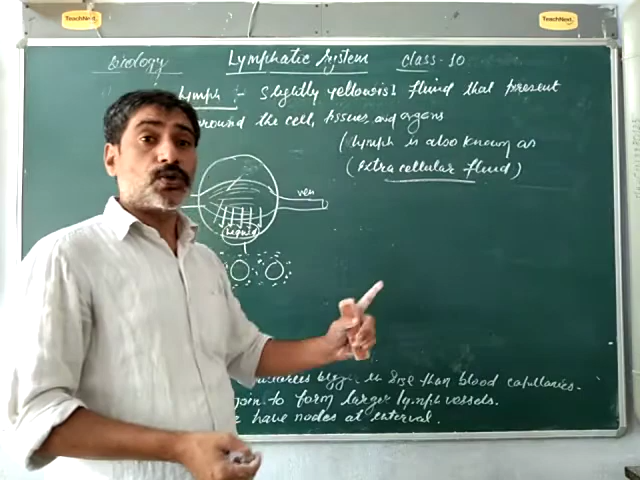 TeachNext
TeachNext
Biology Lymphatic System Class - 10
Lymph :- Slightly yellowish fluid that present
around the cell, tissues and organs
(Lymph is also known as
(Extra cellular fluid)
Liquid
bigger in size than blood capillaries.
join to form larger lymph vessels.
have nodes at interval.